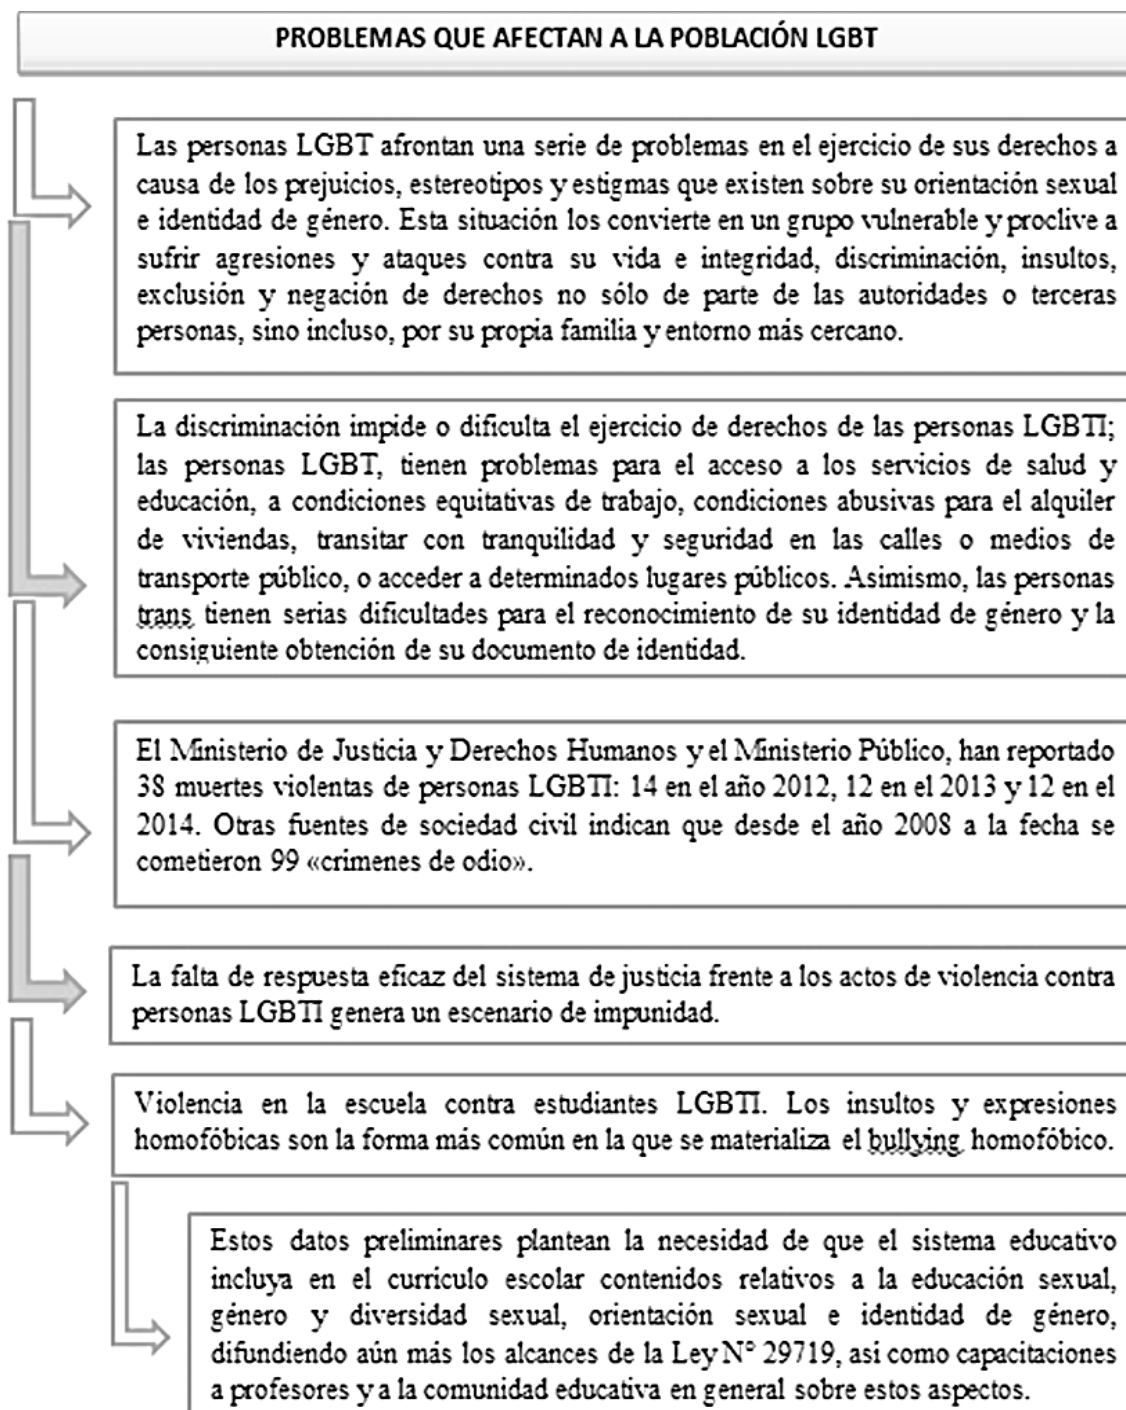 PROBLEMAS QUE AFECTAN A LA POBLACIÓN LGBT
Las personas LGBT afrontan una serie de problemas en el ejercicio de sus derechos a
causa de los prejuicios, estereotipos y estigmas que existen sobre su orientación sexual
e identidad de género. Esta situación los convierte en un grupo vulnerable y proclive a
sufrir agresiones y ataques contra su vida e integridad, discriminación, insultos,
exclusión y negación de derechos no sólo de parte de las autoridades o terceras
personas, sino incluso, por su propia familia y entorno más cercano.
La discriminación impide o dificulta el ejercicio de derechos de las personas LGBTI;
las personas LGBT, tienen problemas para el acceso a los servicios de salud y
educación, a condiciones equitativas de trabajo, condiciones abusivas para el alquiler
de viviendas, transitar con tranquilidad y seguridad en las calles o medios de
transporte público, o acceder a determinados lugares públicos. Asimismo, las personas
trans tienen serias dificultades para el reconocimiento de su identidad de género y la
consiguiente obtención de su documento de identidad.
El Ministerio de Justicia y Derechos Humanos y el Ministerio Público, han reportado
38 muertes violentas de personas LGBTI: 14 en el año 2012, 12 en el 2013 y 12 en el
2014. Otras fuentes de sociedad civil indican que desde el año 2008 a la fecha se
cometieron 99 «crimenes de odio».
La falta de respuesta eficaz del sistema de justicia frente a los actos de violencia contra
personas LGBTI genera un escenario de impunidad.
Violencia en la escuela contra estudiantes LGBTI. Los insultos y expresiones
homofóbicas son la forma más común en la que se materializa el bullying homofóbico.
Estos datos preliminares plantean la necesidad de que el sistema educativo
incluya en el currículo escolar contenidos relativos a la educación sexual,
género y diversidad sexual, orientación sexual e identidad de género,
difundiendo aún más los alcances de la Ley N° 29719, asi como capacitaciones
a profesores y a la comunidad educativa en general sobre estos aspectos.